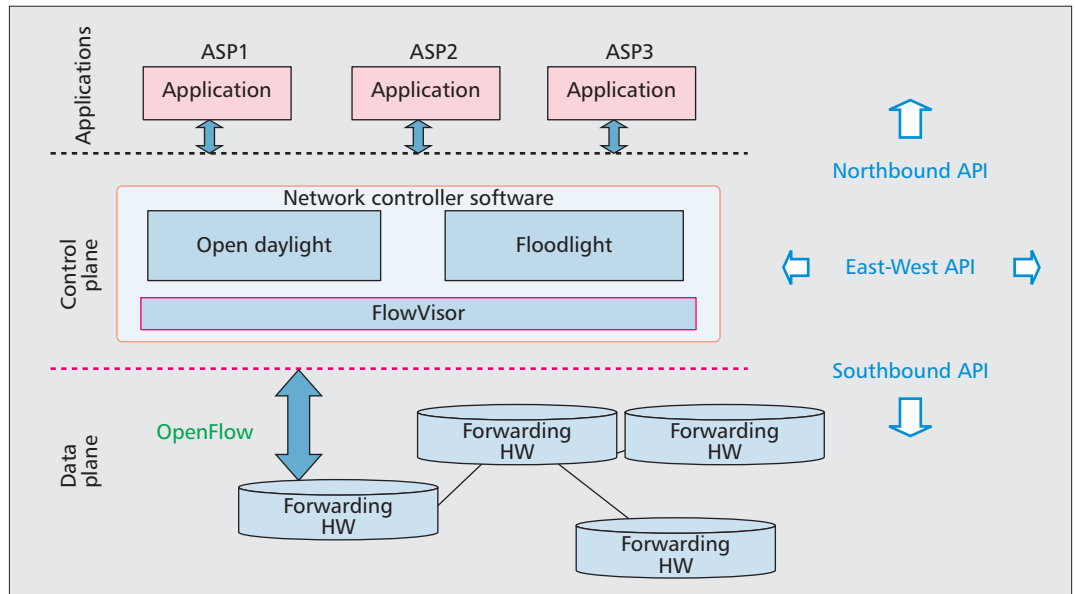 Applications
ASP1
ASP2
ASP3
Application
Application
Application
Northbound API
Control
plane
Network controller software
Open daylight
Floodlight
FlowVisor
East-West API
Southbound API
Data
plane
OpenFlow
Forwarding
HW
Forwarding
HW
Forwarding
HW
Forwarding
HW